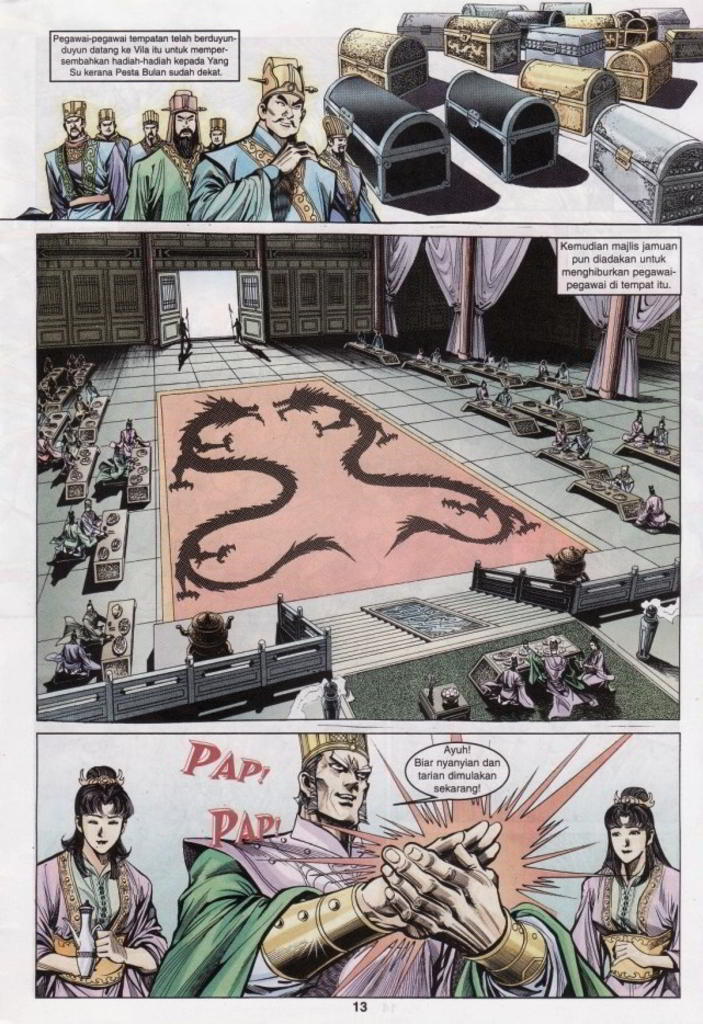 Pegawai-pegawai tempatan telah berduyun-
duyun datang ke Vila itu untuk memper-
sembahkan hadiah-hadiah kepada Yang
Su kerana Pesta Bulan sudah dekat.
Kemudian majlis jamuan
pun diadakan untuk
menghiburkan pegawai-
pegawai di tempat itu.
PAP!
PAP!
Ayuh!
Biar nyanyian dan
tarian dimulakan
sekarang!
13